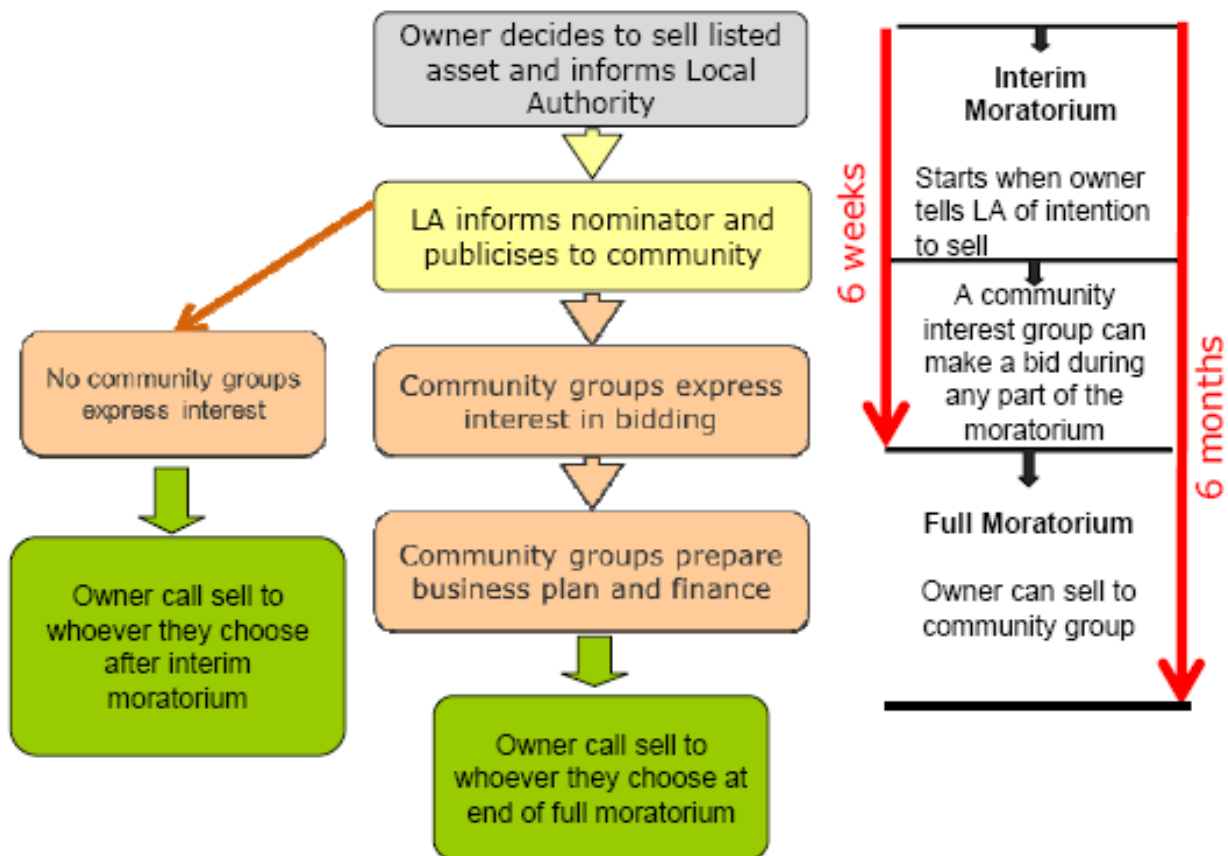 Owner decides to sell listed
asset and informs Local
Authority
LA informs nominator and
publicises to community
No community groups
express interest
Community groups express
interest in bidding
Community groups prepare
business plan and finance
Owner call sell to
whoever they choose
after interim
moratorium
Owner call sell to
whoever they choose at
end of full moratorium
6 weeks
Interim
Moratorium
Starts when owner
tells LA of intention
to sell
A community
interest group can
make a bid during
any part of the
moratorium
Full Moratorium
Owner can sell to
community group
6 months